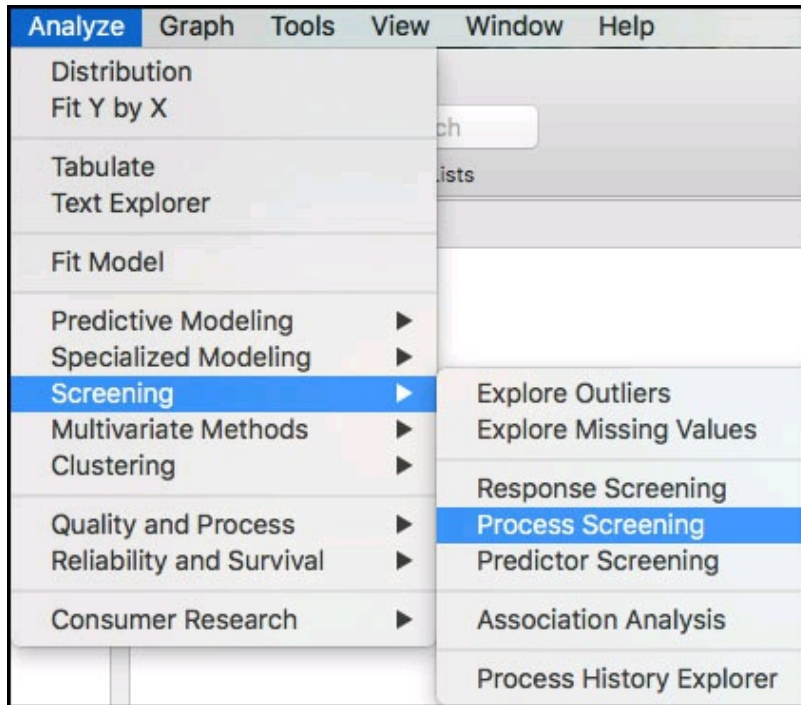 Analyze Graph Tools View Window Help
Distribution
Fit Y by X
ch
Lists
Tabulate
Text Explorer
Fit Model
Predictive Modeling
Specialized Modeling
Screening
Multivariate Methods
Clustering
Quality and Process
Reliability and Survival
Consumer Research
Explore Outliers
Explore Missing Values
Response Screening
Process Screening
Predictor Screening
Association Analysis
Process History Explorer